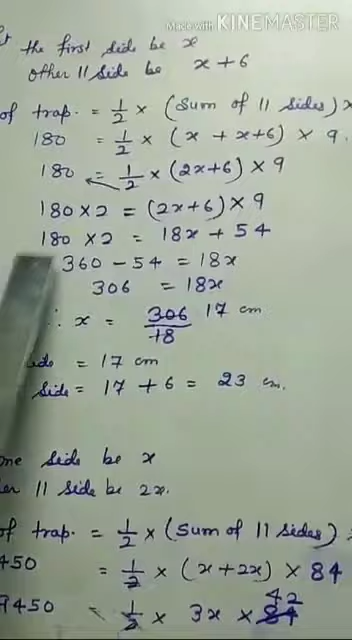 Made with KINEMASTER
the first side be x
other || side be x + 6
of trap. = 1/2 × (Sum of || sides) ×
180 = 1/2 × (x + x+6) × 9.
180 = 1/2 × (2x+6) × 9
180 × 2 = (2x+6) × 9
180 × 2 = 18x + 54
360 - 54 = 18x
306 = 18x
∴ x = 306/18 17 cm
= 17 cm
side = 17 + 6 = 23 cm.
one side be x
|| side be 2x.
of trap. = 1/2 × (Sum of || sides)
450 = 1/2 × (x + 2x) × 84
9450 = 1/2 × 3x × 84 42